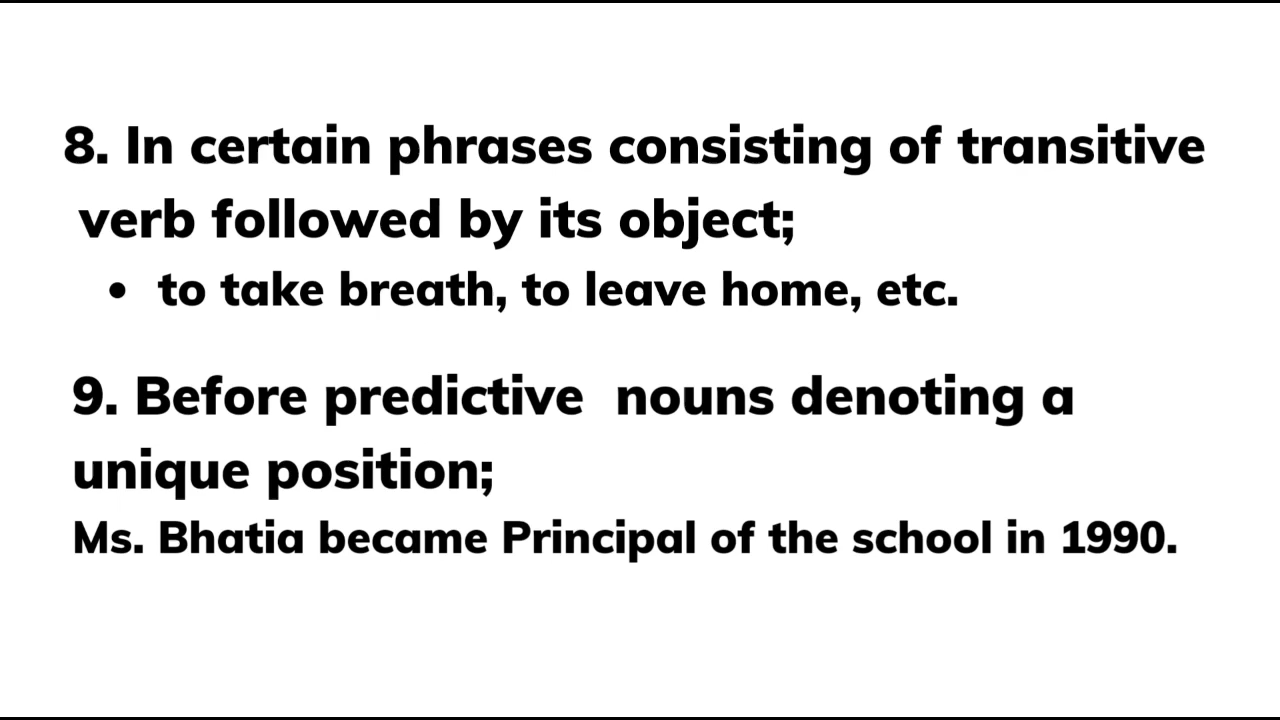 8. In certain phrases consisting of transitive
verb followed by its object;
• to take breath, to leave home, etc.
9. Before predictive nouns denoting a
unique position;
Ms. Bhatia became Principal of the school in 1990.